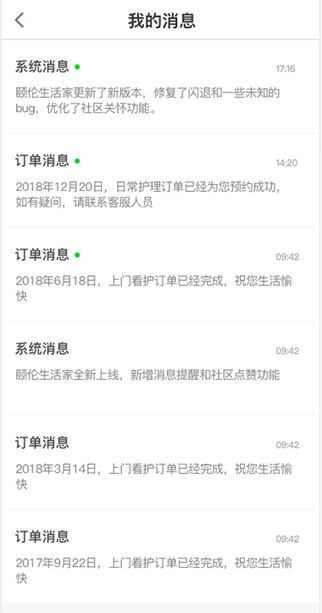 我的消息
系统消息
17:16
颐伦生活家更新了新版本，修复了闪退和一些未知的
bug，优化了社区关怀功能。
订单消息
14:20
2018年12月20日，日常护理订单已经为您预约成功，
如有疑问，请联系客服人员
订单消息
09:42
2018年6月18日，上门看护订单已经完成，祝您生活愉
快
系统消息
09:42
颐伦生活家全新上线，新增消息提醒和社区点赞功能
订单消息
09:42
2018年3月14日，上门看护订单已经完成，祝您生活愉
快
订单消息
09:42
2017年9月22日，上门看护订单已经完成，祝您生活愉
快